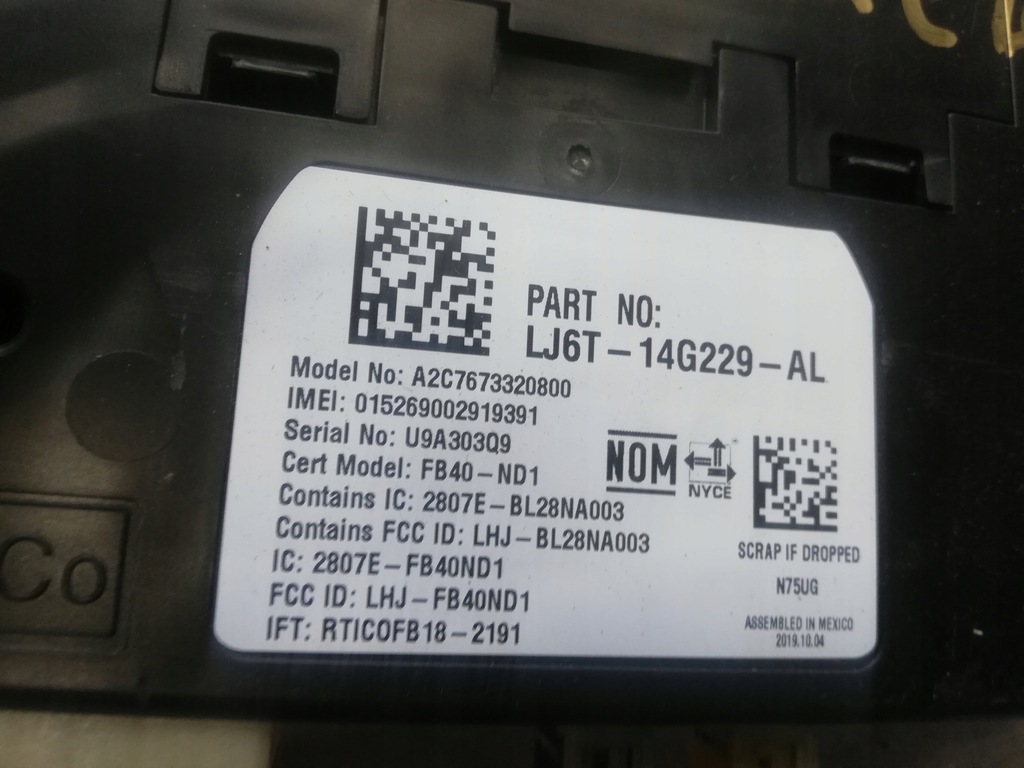 PART NO:
LJ6T-14G229-AL
Model No: A2C7673320800
IMEI: 015269002919391
Serial No: U9A303Q9
Cert Model: FB40-ND1
Contains IC: 2807E-BL28NA003
Contains FCC ID: LHJ-BL28NA003
IC: 2807E-FB40ND1
FCC ID: LHJ-FB40ND1
IFT: RTICOFB18-2191
NOM
NYCE
SCRAP IF DROPPED
N75UG
ASSEMBLED IN MEXICO
2019.10.04
Co